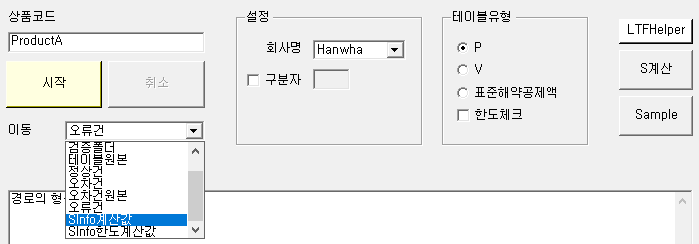 상품코드
ProductA
시작
취소
이동
오류건
검증폴더
테이블원본
정상건
오차건
오차건원본
오류건
SInfo계산값
SInfo한도계산값
경로의 형
설정
회사명
Hanwha
구분자
테이블유형
P
V
표준해약공제액
한도체크
LTFHelper
S계산
Sample